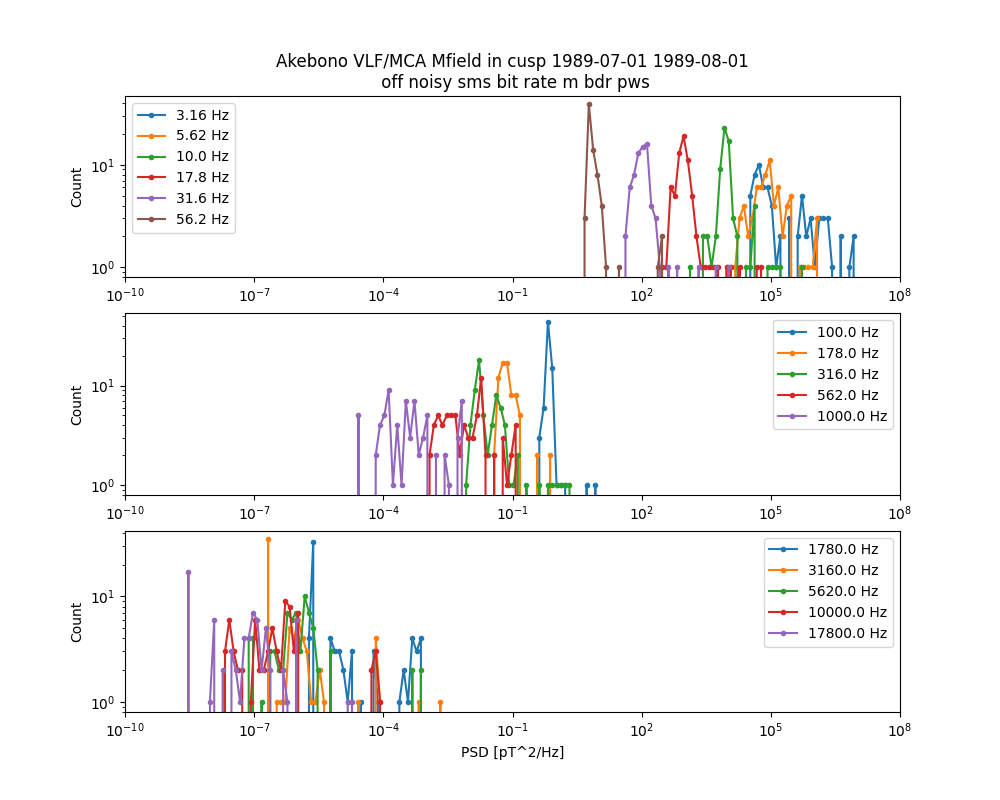 Akebono VLF/MCA Mfield in cusp 1989-07-01 1989-08-01
off noisy sms bit rate m bdr pws
Count
10^1
10^0
3.16 Hz
5.62 Hz
10.0 Hz
17.8 Hz
31.6 Hz
56.2 Hz
10^-10 10^-7 10^-4 10^-1 10^2 10^5 10^8
Count
10^1
10^0
100.0 Hz
178.0 Hz
316.0 Hz
562.0 Hz
1000.0 Hz
10^-10 10^-7 10^-4 10^-1 10^2 10^5 10^8
Count
10^1
10^0
1780.0 Hz
3160.0 Hz
5620.0 Hz
10000.0 Hz
17800.0 Hz
10^-10 10^-7 10^-4 10^-1 10^2 10^5 10^8
PSD [pT^2/Hz]